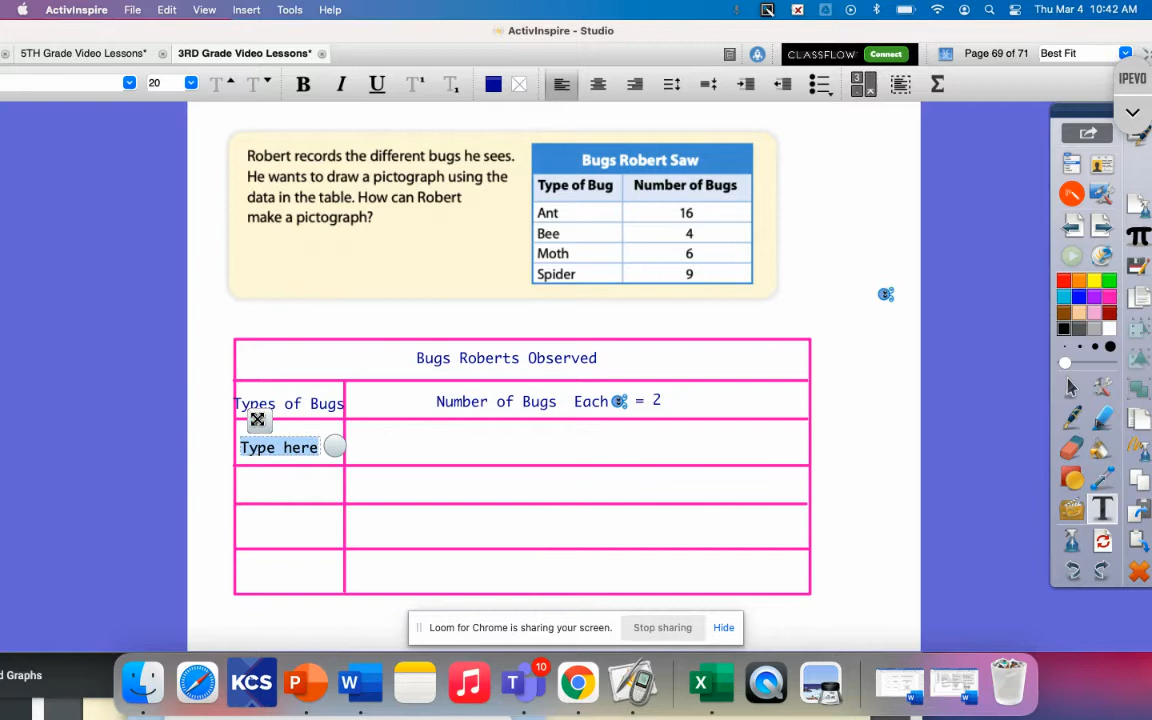 ActivInspire File Edit View Insert Tools Help Thu Mar 4 10:42 AM
ActivInspire - Studio
5TH Grade Video Lessons* 3RD Grade Video Lessons* CLASSFLOW Connect Page 69 of 71 Best Fit
20 B I U T T Σ IPEVO
Robert records the different bugs he sees.
He wants to draw a pictograph using the
data in the table. How can Robert
make a pictograph?
Bugs Robert Saw
Type of Bug Number of Bugs
Ant 16
Bee 4
Moth 6
Spider 9
Bugs Roberts Observed
Types of Bugs Number of Bugs Each = 2
Type here
Loom for Chrome is sharing your screen. Stop sharing Hide
d Graphs
KCS P W T 10 X